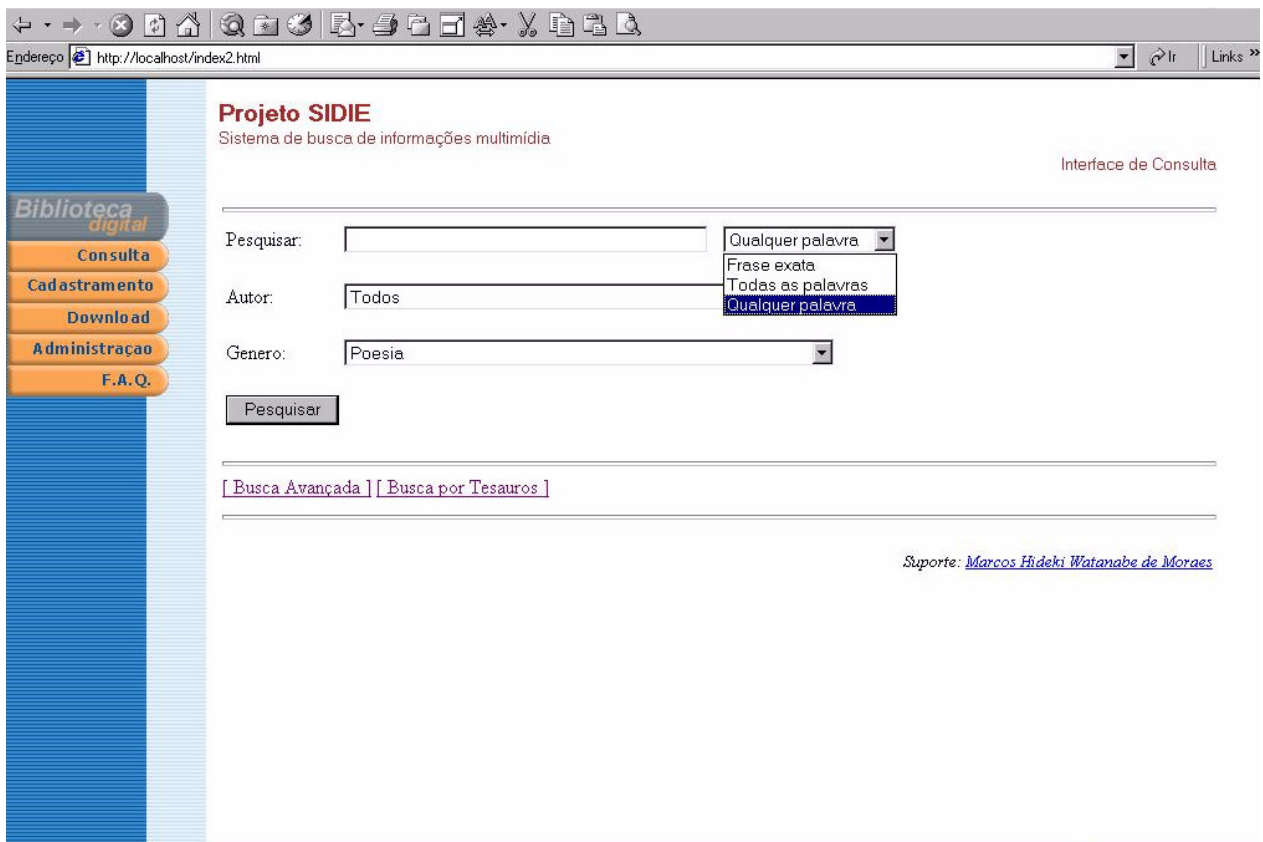 Endereço http://localhost/index2.html Ir Links »
Projeto SIDIE
Sistema de busca de informações multimídia
Interface de Consulta
Biblioteca
digital
Consulta
Cadastramento
Download
Administraçao
F.A.Q.
Pesquisar: Qualquer palavra
Frase exata
Todas as palavras
Qualquer palavra
Autor: Todos
Genero: Poesia
Pesquisar
[ Busca Avançada ] [ Busca por Tesauros ]
Suporte: Marcos Hideki Watanabe de Moraes